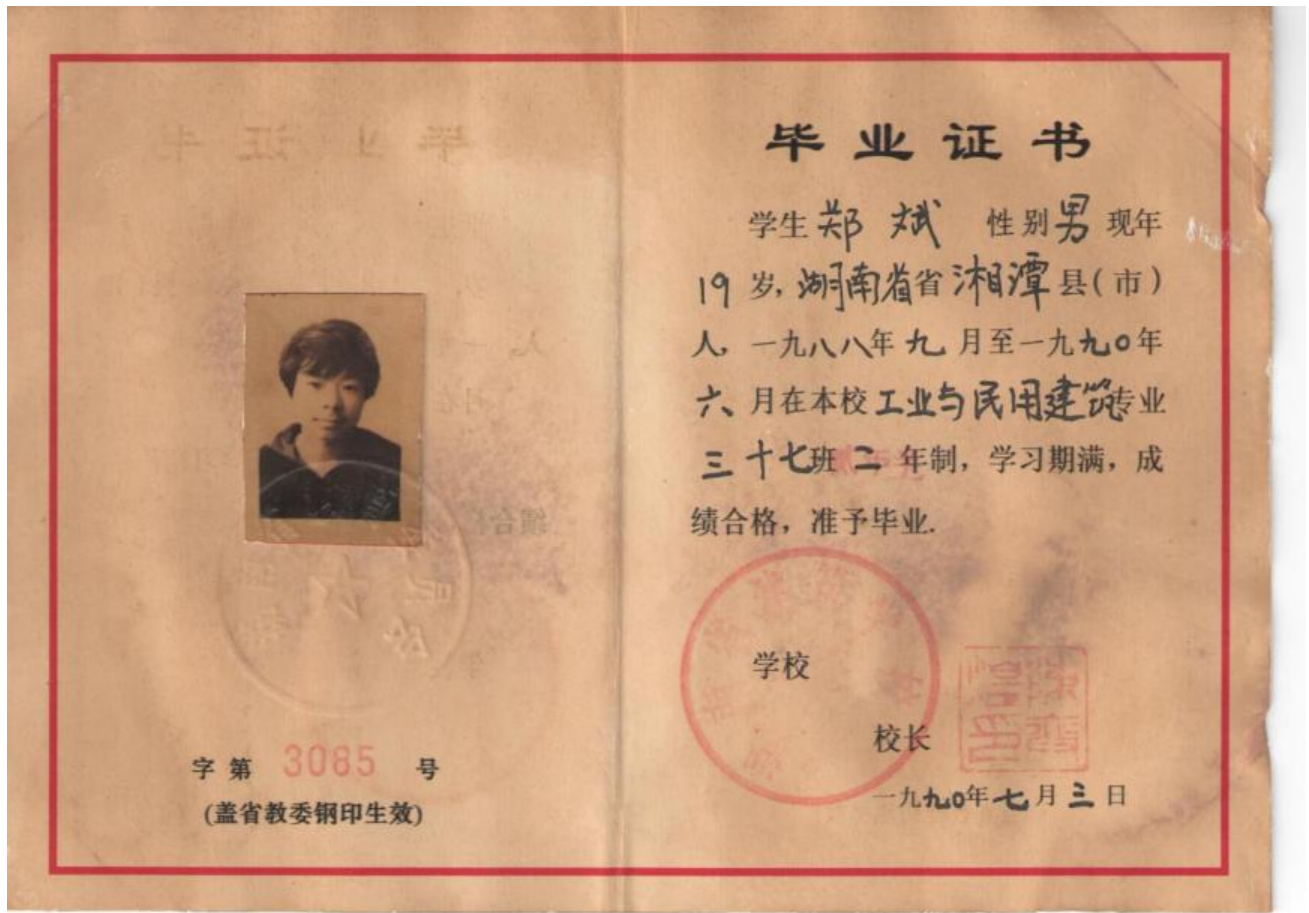 字第 3065 号
(盖省教委钢印生效)
毕业证书
学生郑斌 性别男 现年
19岁,湖南省省湘潭县(市)
人,一九八八年九月至一九九0年
六月在本校工业与民用建筑专业
三十七班二年制,学习期满,成
绩合格,准予毕业.
学校
校长
一九九0年七月三日